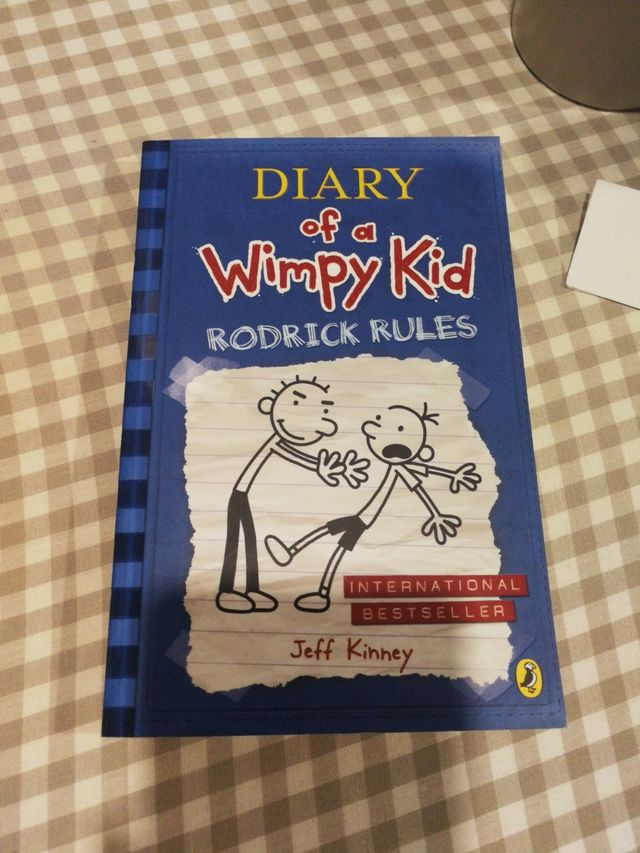 DIARY
of a
Wimpy Kid
RODRICK RULES
INTERNATIONAL
BESTSELLER
Jeff Kinney